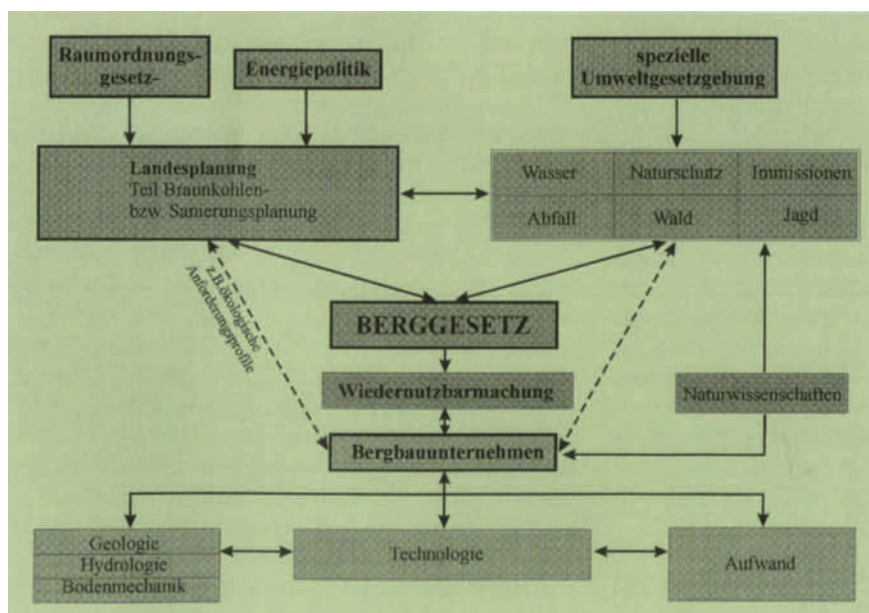 Raumordnungs-
gesetz-
Energiepolitik
spezielle
Umweltgesetzgebung
Landesplanung
Teil Braunkohlen-
bzw. Sanierungsplanung
Wasser
Naturschutz
Immissionen
Abfall
Wald
Jagd
z.B.ökologische
Anforderungsprofile
BERGGESETZ
Wiedernutzbarmachung
Naturwissenschaften
Bergbauunternehmen
Geologie
Hydrologie
Bodenmechanik
Technologie
Aufwand